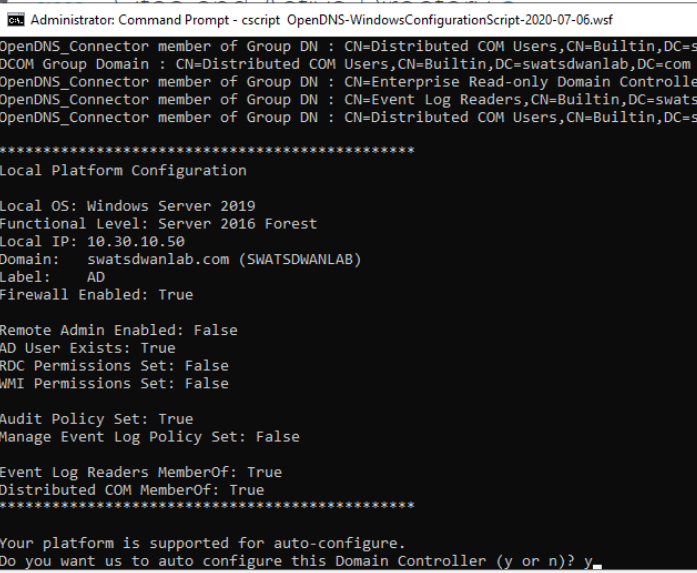 Administrator: Command Prompt - cscript OpenDNS-WindowsConfigurationScript-2020-07-06.wsf
OpenDNS_Connector member of Group DN : CN=Distributed COM Users,CN=Builtin,DC=s
DCOM Group Domain : CN=Distributed COM Users,CN=Builtin,DC=swatsdwanlab,DC=com
OpenDNS_Connector member of Group DN : CN=Enterprise Read-only Domain Controlle
OpenDNS_Connector member of Group DN : CN=Event Log Readers,CN=Builtin,DC=swats
OpenDNS_Connector member of Group DN : CN=Distributed COM Users,CN=Builtin,DC=s
***********************************************
Local Platform Configuration
Local OS: Windows Server 2019
Functional Level: Server 2016 Forest
Local IP: 10.30.10.50
Domain: swatsdwanlab.com (SWATSDWANLAB)
Label: AD
Firewall Enabled: True
Remote Admin Enabled: False
AD User Exists: True
RDC Permissions Set: False
WMI Permissions Set: False
Audit Policy Set: True
Manage Event Log Policy Set: False
Event Log Readers MemberOf: True
Distributed COM MemberOf: True
***********************************************
Your platform is supported for auto-configure.
Do you want us to auto configure this Domain Controller (y or n)? y